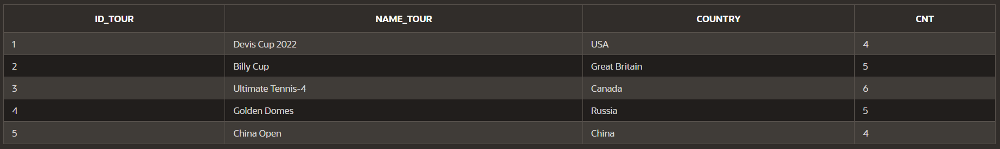 ID_TOUR NAME_TOUR COUNTRY CNT
1 Devis Cup 2022 USA 4
2 Billy Cup Great Britain 5
3 Ultimate Tennis-4 Canada 6
4 Golden Domes Russia 5
5 China Open China 4